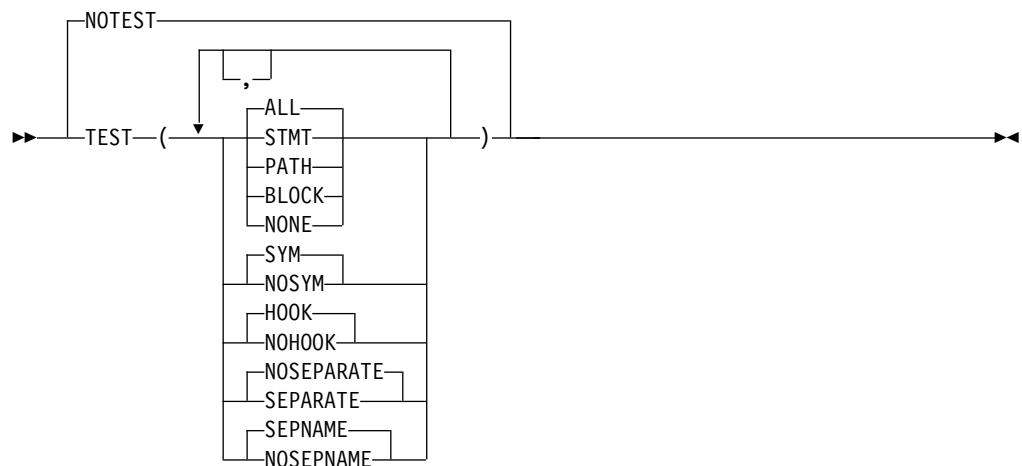 NOTEST
,
ALL
TEST ( STMT )
PATH
BLOCK
NONE
SYM
NOSYM
HOOK
NOHOOK
NOSEPARATE
SEPARATE
SEPNAME
NOSEPNAME